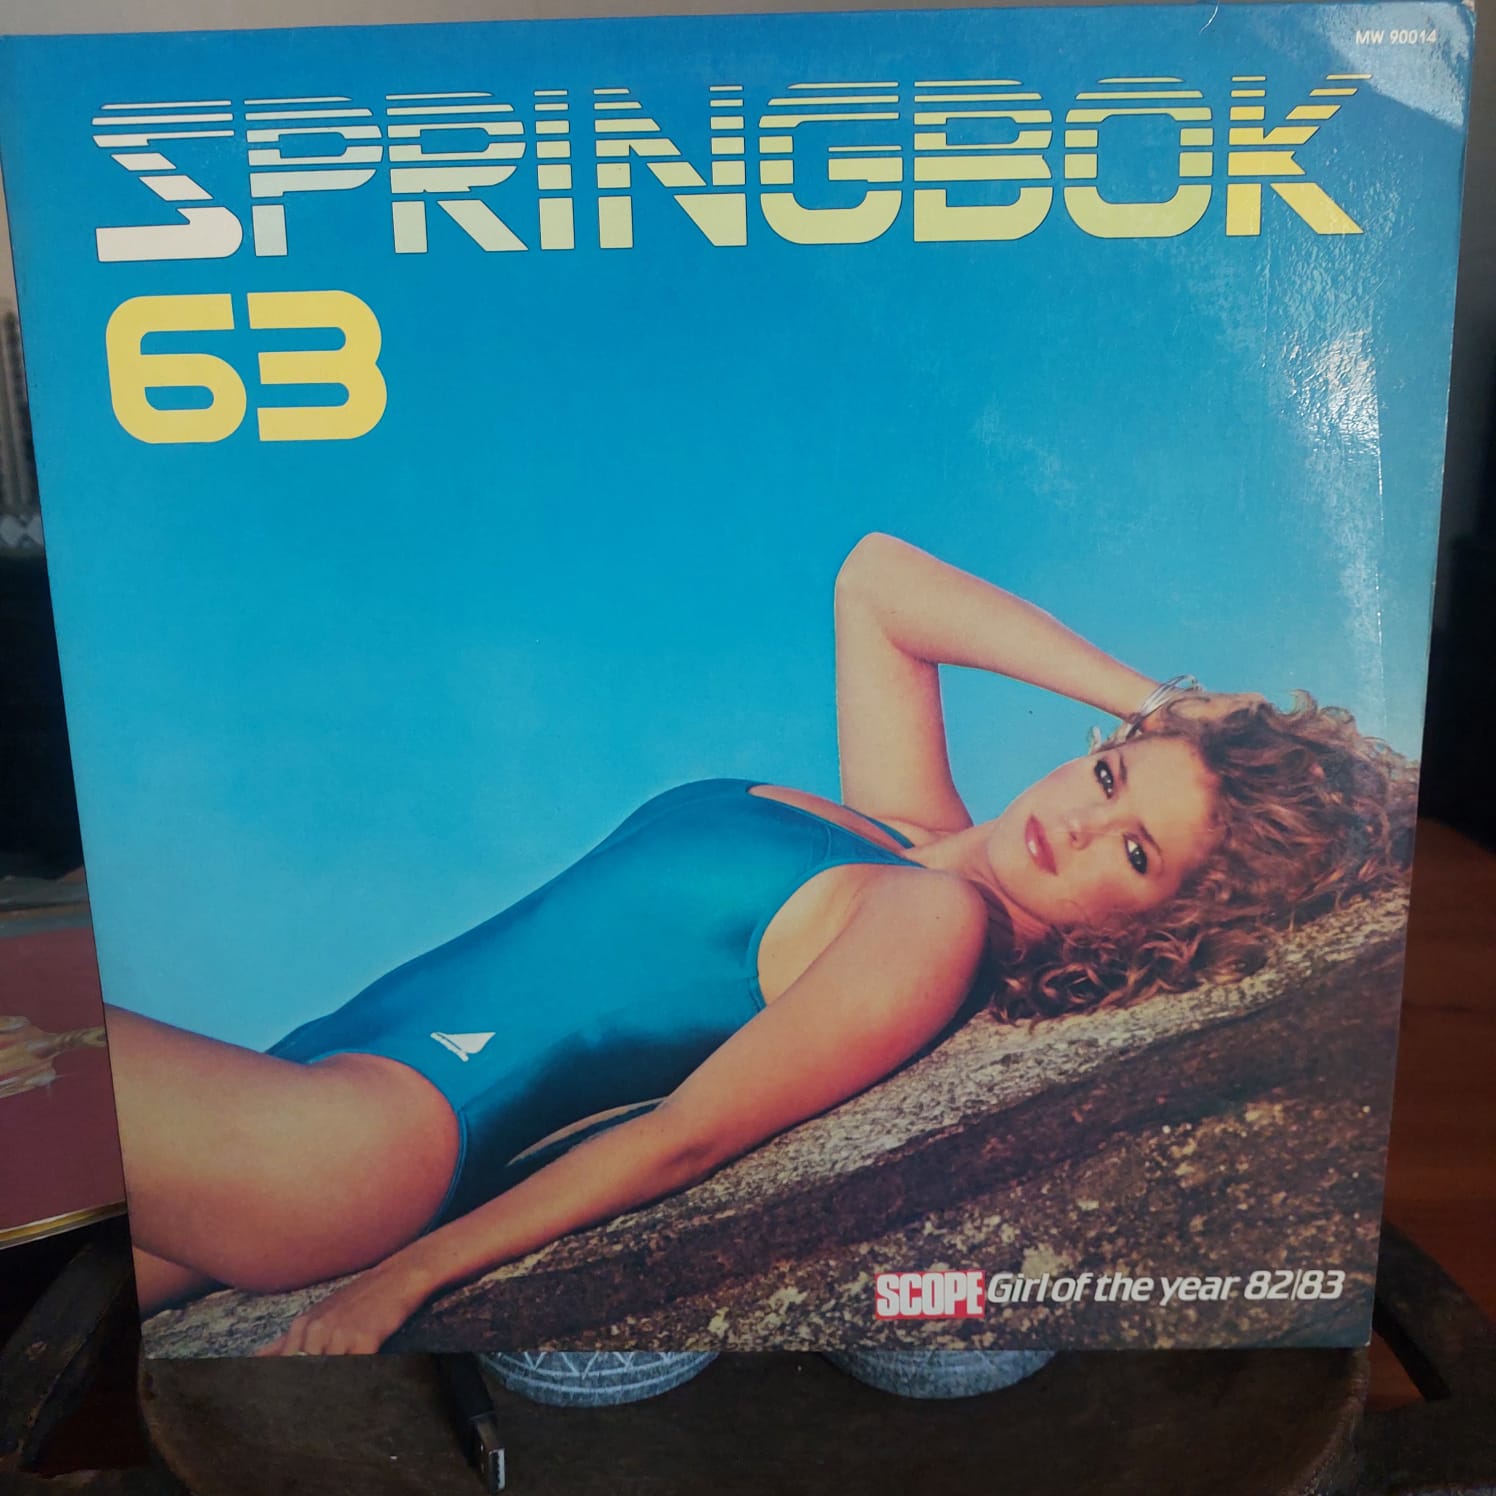 MW 90014
SPRINGBOK
63
SCOPE Girl of the year 82/83